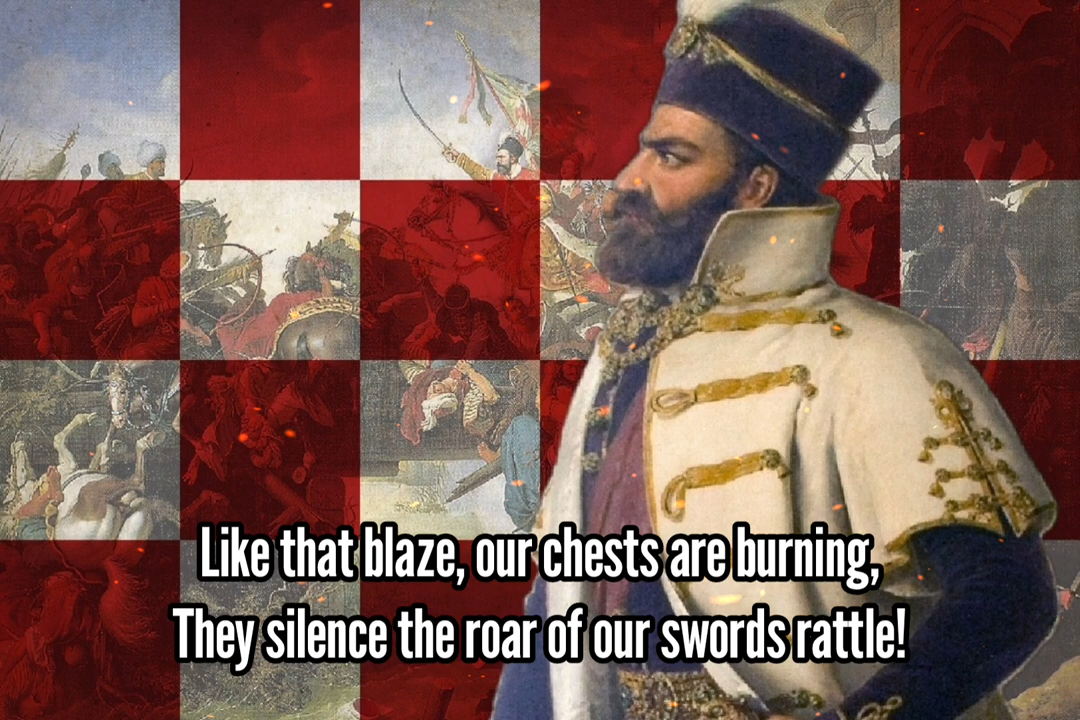 Like that blaze, our chests are burning,
They silence the roar of our swords rattle!